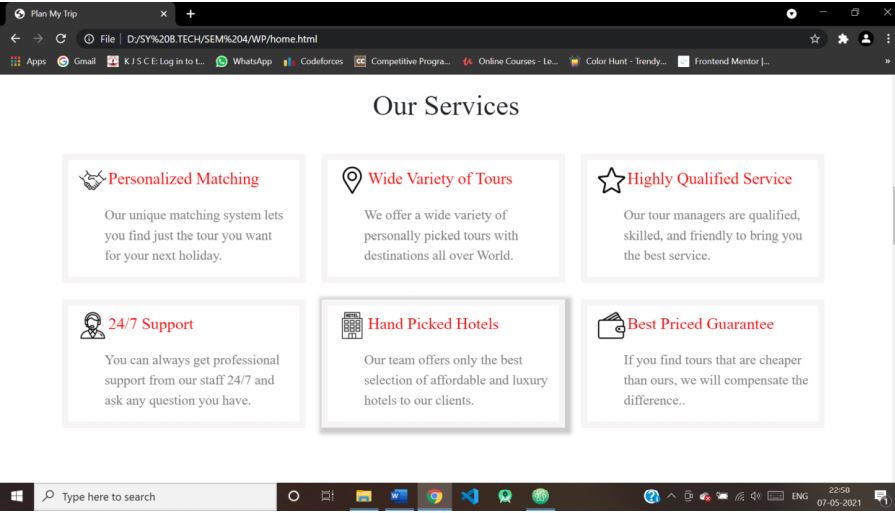 Plan My Trip
File | D:/SY%20B.TECH/SEM%204/WP/home.html
Apps Gmail K J S C E: Log in to t... WhatsApp Codeforces CC Competitive Progra... Online Courses - Le... Color Hunt - Trendy... Frontend Mentor |... »
Our Services
Personalized Matching
Our unique matching system lets
you find just the tour you want
for your next holiday.
Wide Variety of Tours
We offer a wide variety of
personally picked tours with
destinations all over World.
Highly Qualified Service
Our tour managers are qualified,
skilled, and friendly to bring you
the best service.
24/7 Support
You can always get professional
support from our staff 24/7 and
ask any question you have.
HOTEL
Hand Picked Hotels
Our team offers only the best
selection of affordable and luxury
hotels to our clients.
Best Priced Guarantee
If you find tours that are cheaper
than ours, we will compensate the
difference..
Type here to search
ENG
22:58
07-05-2021
1